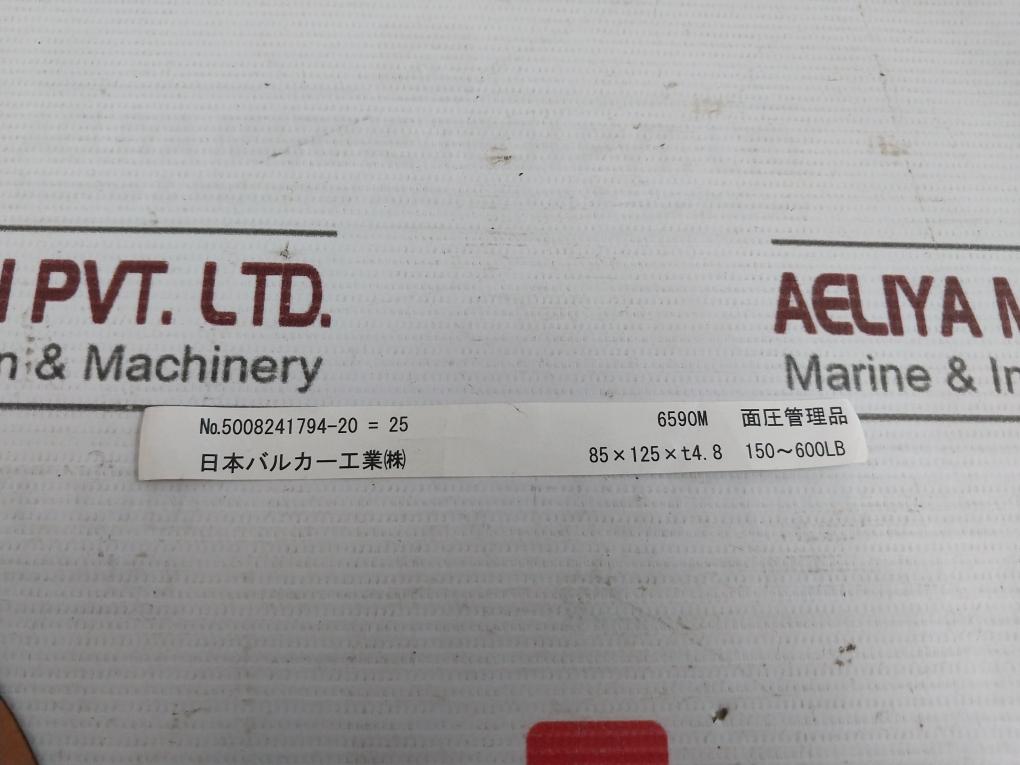 I PVT. LTD.
n & Machinery
AELIYA M
Marine & In
No.5008241794-20 = 25 6590M 面圧管理品
日本バルカー工業㈱ 85×125×t4.8 150～600LB